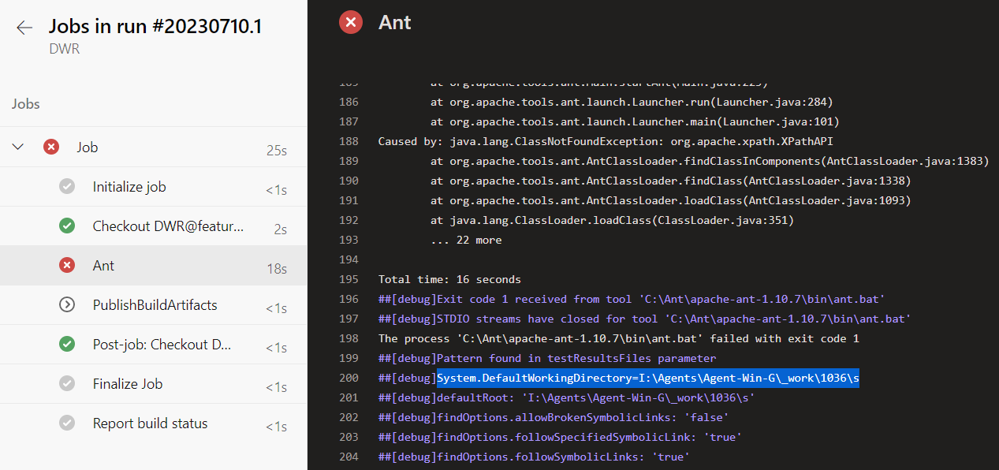 Jobs in run #20230710.1
DWR
Jobs
Job 25s
Initialize job <1s
Checkout DWR@featur... 2s
Ant 18s
PublishBuildArtifacts <1s
Post-job: Checkout D... <1s
Finalize Job <1s
Report build status <1s
Ant
185 at org.apache.tools.ant.Main.startAnt(Main.java:223)
186 at org.apache.tools.ant.launch.Launcher.run(Launcher.java:284)
187 at org.apache.tools.ant.launch.Launcher.main(Launcher.java:101)
188 Caused by: java.lang.ClassNotFoundException: org.apache.xpath.XPathAPI
189 at org.apache.tools.ant.AntClassLoader.findClassInComponents(AntClassLoader.java:1383)
190 at org.apache.tools.ant.AntClassLoader.findClass(AntClassLoader.java:1338)
191 at org.apache.tools.ant.AntClassLoader.loadClass(AntClassLoader.java:1093)
192 at java.lang.ClassLoader.loadClass(ClassLoader.java:351)
193 ... 22 more
194
195 Total time: 16 seconds
196 ##[debug]Exit code 1 received from tool 'C:\Ant\apache-ant-1.10.7\bin\ant.bat'
197 ##[debug]STDIO streams have closed for tool 'C:\Ant\apache-ant-1.10.7\bin\ant.bat'
198 The process 'C:\Ant\apache-ant-1.10.7\bin\ant.bat' failed with exit code 1
199 ##[debug]Pattern found in testResultsFiles parameter
200 ##[debug]System.DefaultWorkingDirectory=I:\Agents\Agent-Win-G\_work\1036\s
201 ##[debug]defaultRoot: 'I:\Agents\Agent-Win-G\_work\1036\s'
202 ##[debug]findOptions.allowBrokenSymbolicLinks: 'false'
203 ##[debug]findOptions.followSpecifiedSymbolicLink: 'true'
204 ##[debug]findOptions.followSymbolicLinks: 'true'